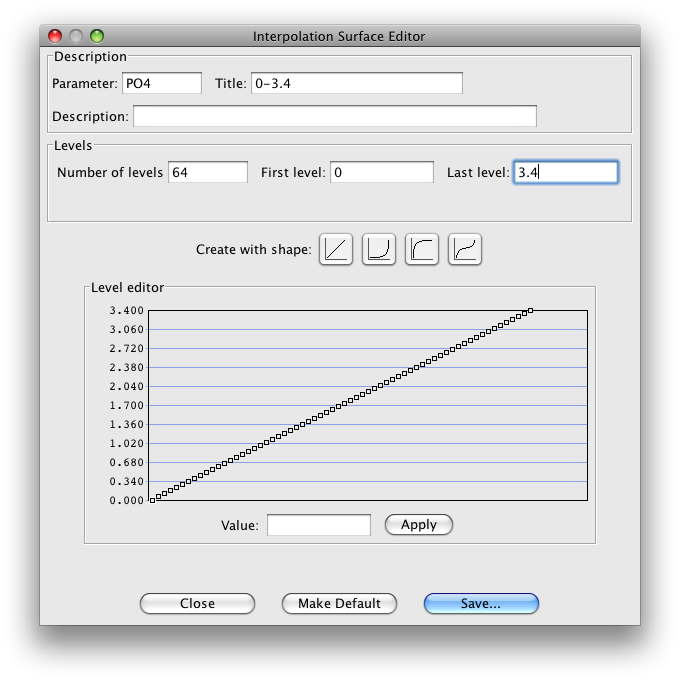 Interpolation Surface Editor
Description
Parameter: PO4 Title: 0-3.4
Description:
Levels
Number of levels 64 First level: 0 Last level: 3.4
Create with shape:
Level editor
3.400
3.060
2.720
2.380
2.040
1.700
1.360
1.020
0.680
0.340
0.000
Value: Apply
Close Make Default Save...